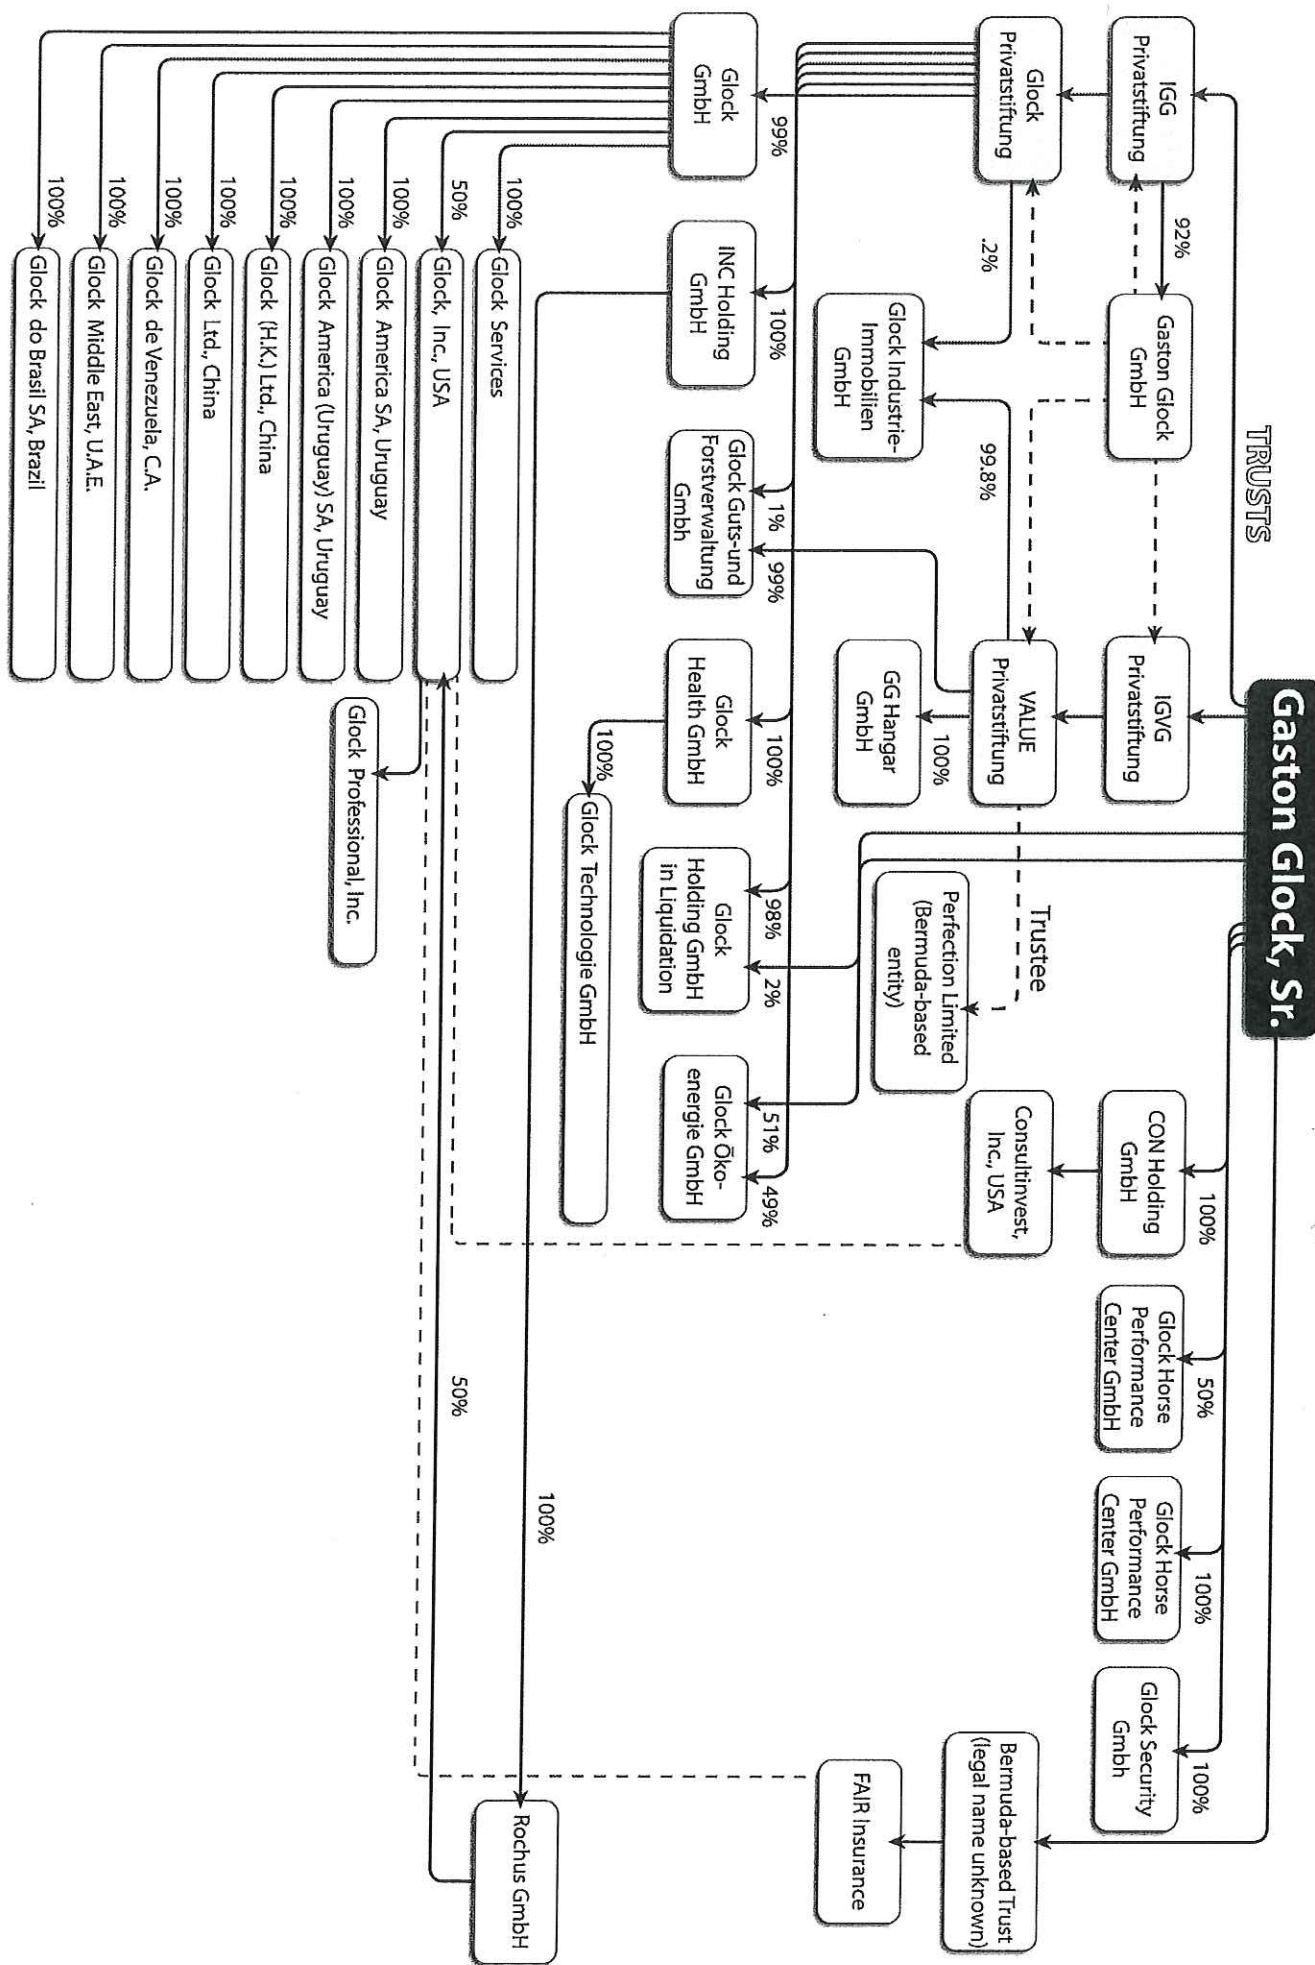 Gaston Glock, Sr.
TRUSTS
IGG
Privatstiftung
92%
Gaston Glock
GmbH
IGVG
Privatstiftung
CON Holding
GmbH
100%
Glock Horse
Performance
Center GmbH
50%
Glock Horse
Performance
Center GmbH
100%
Glock Security
Gmbh
100%
Glock
Privatstiftung
.2%
Glock Industrie-
Immobilien
GmbH
99.8%
VALUE
Privatstiftung
Trustee
GG Hangar
GmbH
100%
Perfection Limited
(Bermuda-based
entity)
Consultinvest,
Inc., USA
Bermuda-based Trust
(legal name unknown)
FAIR Insurance
99%
Glock
GmbH
100%
INC Holding
GmbH
1%
99%
Glock Guts-und
Forstverwaltung
Gmbh
100%
Glock
Health GmbH
98%
2%
Glock
Holding GmbH
in Liquidation
51%
49%
Glock Öko-
energie GmbH
100%
Glock Technologie GmbH
100%
Rochus GmbH
100%
Glock Services
50%
Glock, Inc., USA
50%
100%
Glock America SA, Uruguay
100%
Glock America (Uruguay) SA, Uruguay
100%
Glock (H.K.) Ltd., China
100%
Glock Ltd., China
100%
Glock de Venezuela, C.A.
100%
Glock Middle East, U.A.E.
100%
Glock do Brasil SA, Brazil
Glock Professional, Inc.